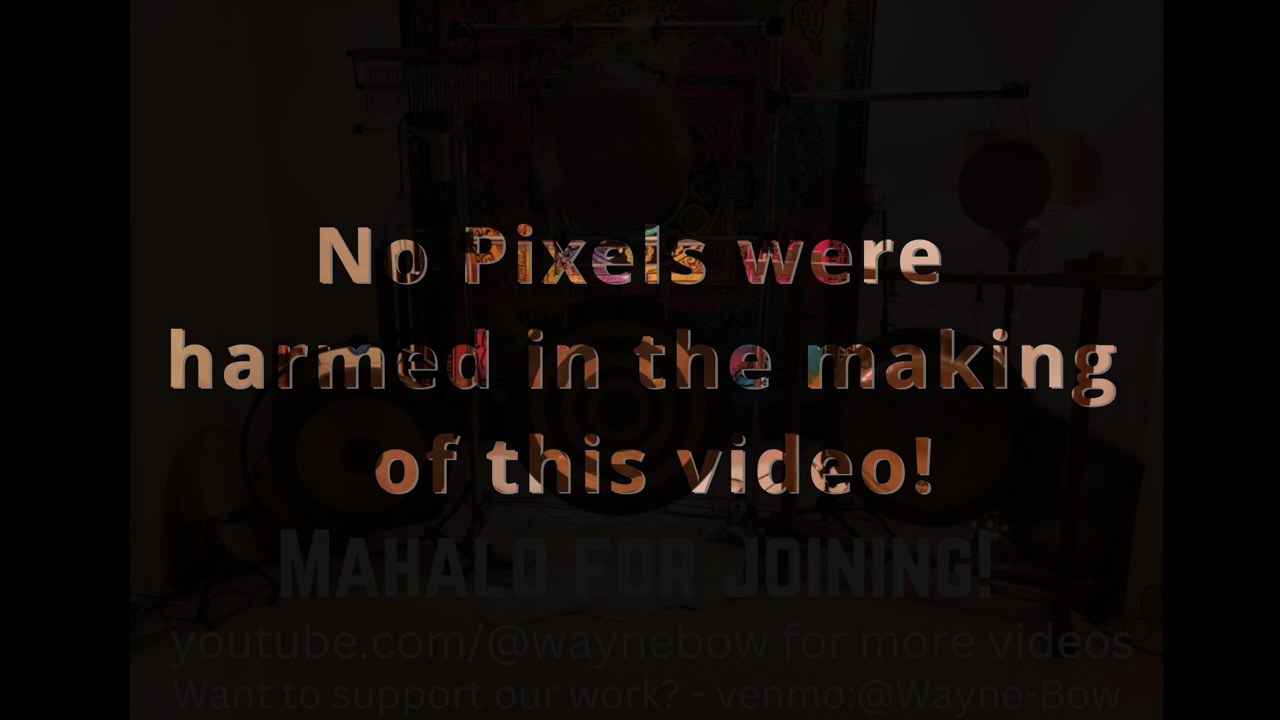 No Pixels were
harmed in the making
of this video!
Mahalo for joining!
youtube.com/@waynebow for more videos
Want to support our work? - venmo:@Wayne-Bow